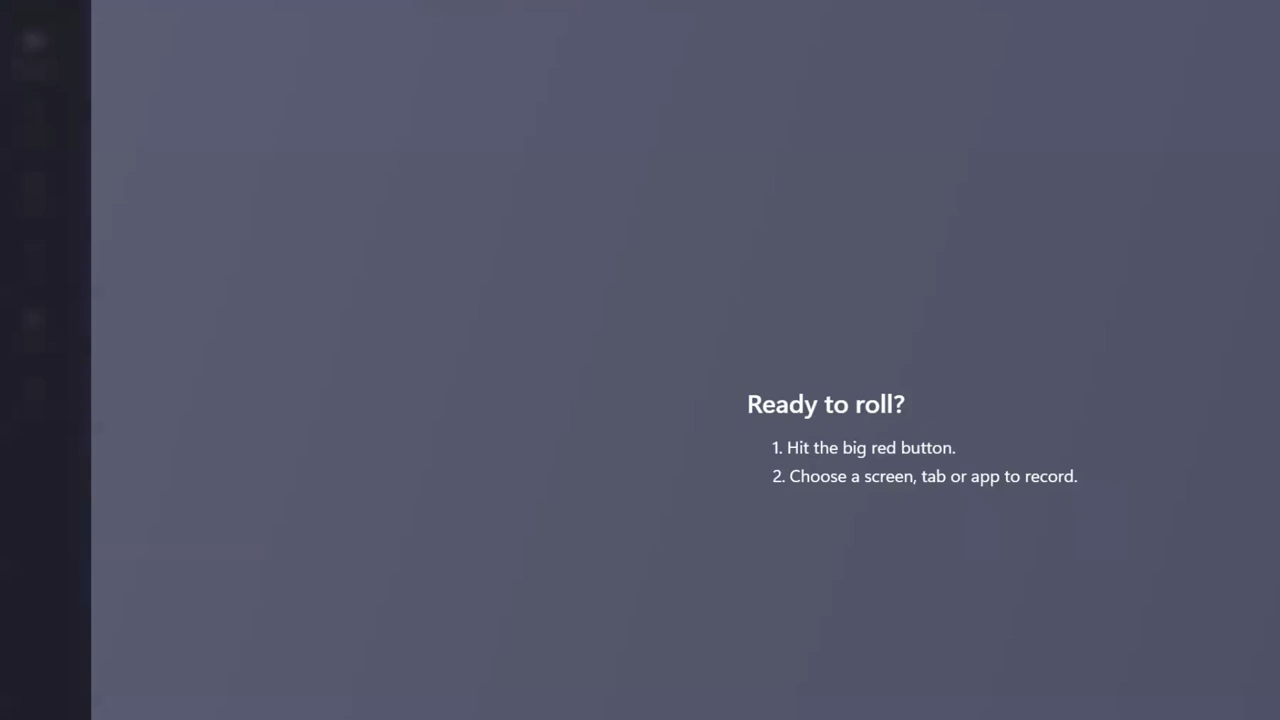 Ready to roll?
1. Hit the big red button.
2. Choose a screen, tab or app to record.